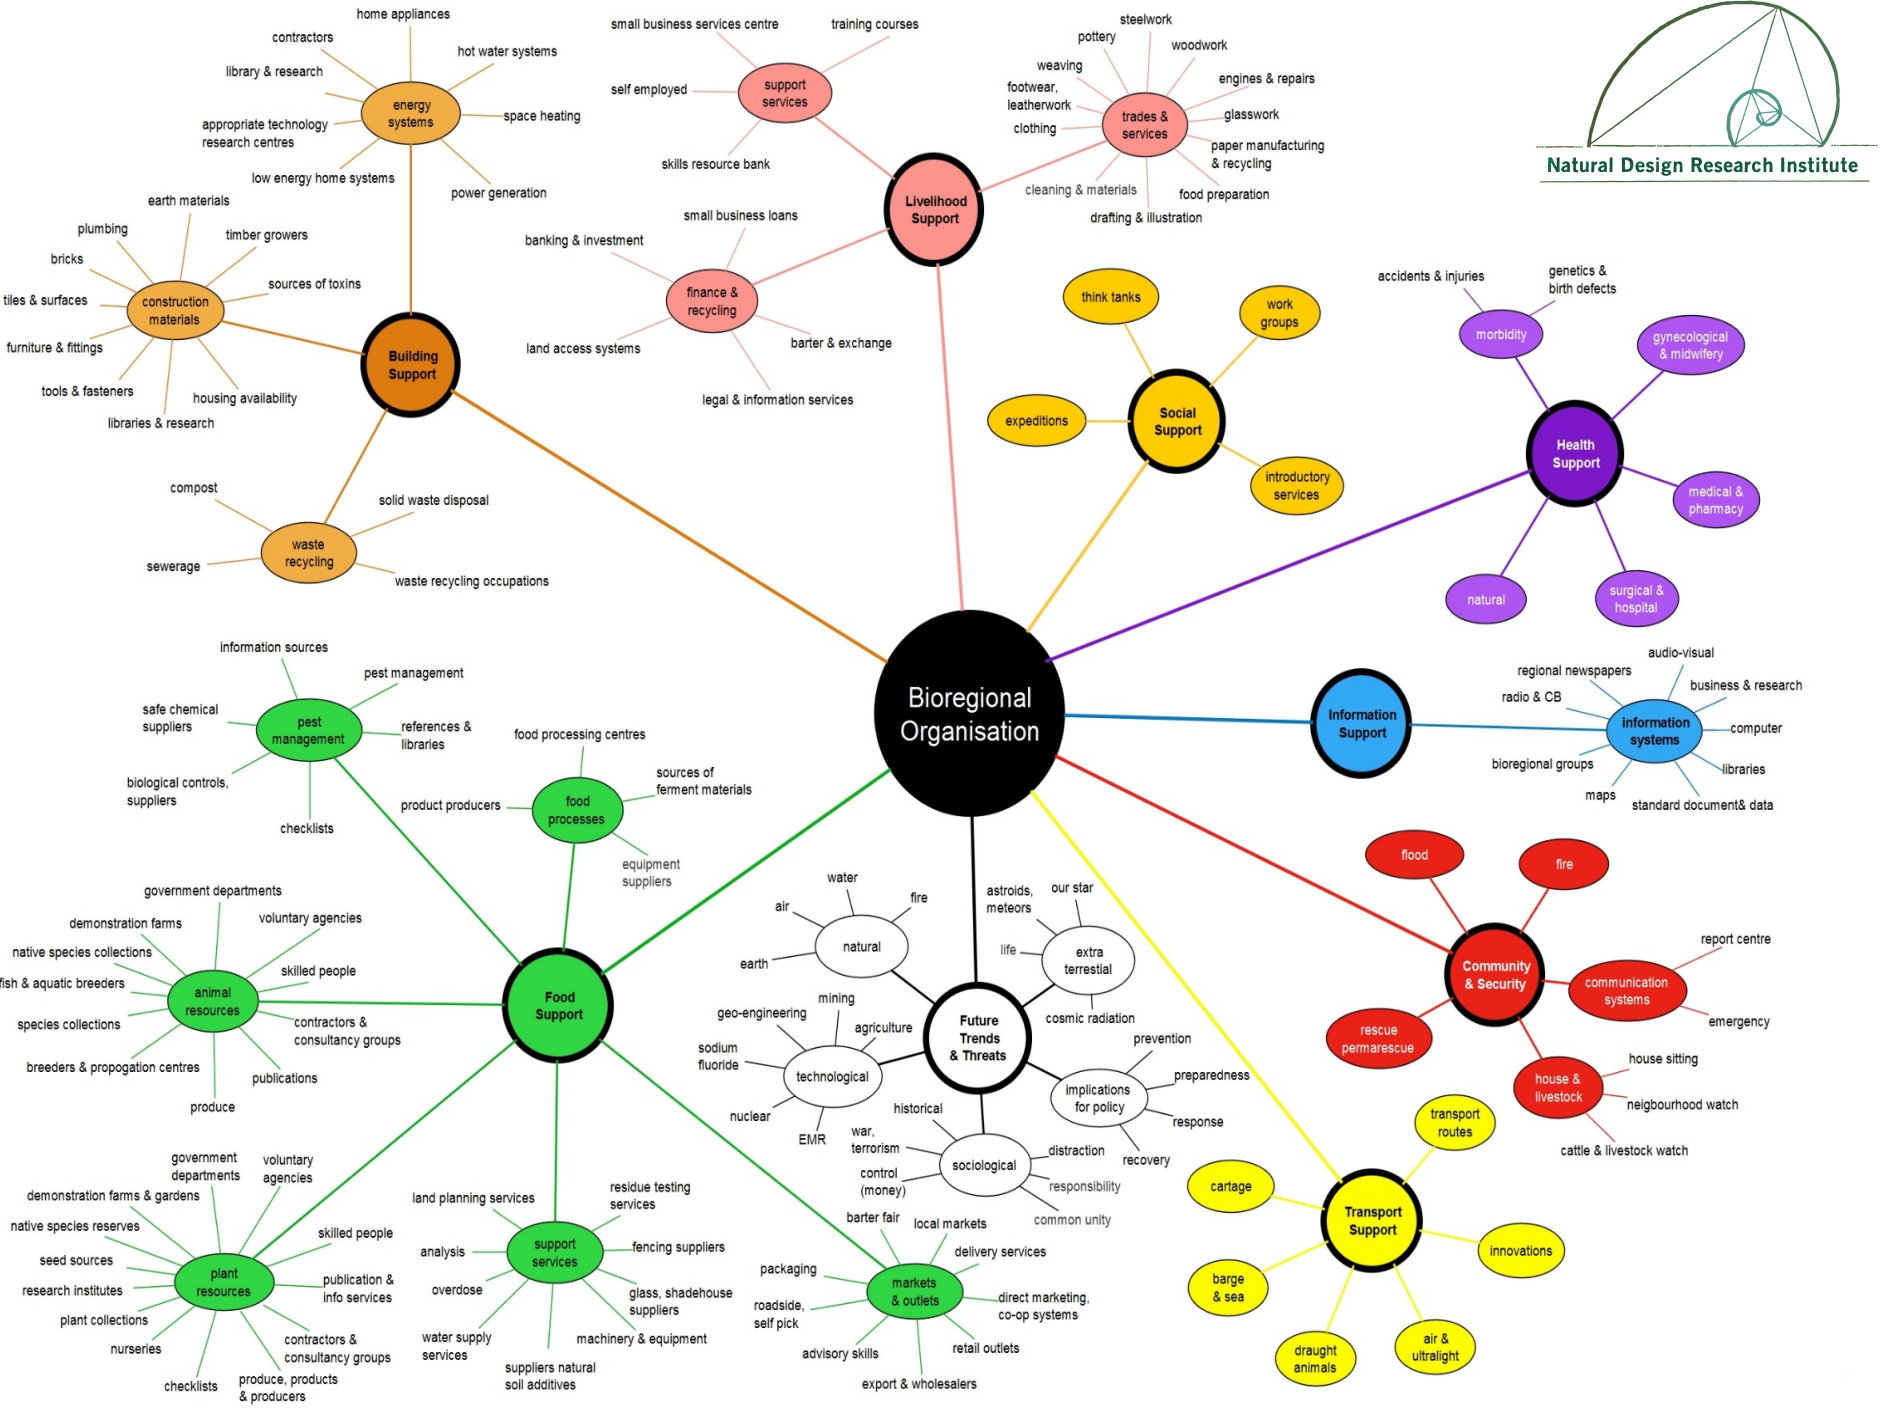 Natural Design Research Institute
Bioregional
Organisation
Building
Support
energy
systems
home appliances
contractors
library & research
hot water systems
space heating
appropriate technology
research centres
low energy home systems
power generation
construction
materials
earth materials
plumbing
timber growers
bricks
sources of toxins
tiles & surfaces
furniture & fittings
tools & fasteners
housing availability
libraries & research
waste
recycling
compost
solid waste disposal
sewerage
waste recycling occupations
Livelihood
Support
support
services
small business services centre
training courses
self employed
skills resource bank
trades &
services
steelwork
pottery
woodwork
weaving
engines & repairs
footwear,
leatherwork
glasswork
clothing
paper manufacturing
& recycling
cleaning & materials
food preparation
drafting & illustration
finance &
recycling
small business loans
banking & investment
land access systems
barter & exchange
legal & information services
Social
Support
think tanks
work
groups
expeditions
introductory
services
Health
Support
morbidity
accidents & injuries
genetics &
birth defects
gynecological
& midwifery
medical &
pharmacy
natural
surgical &
hospital
Information
Support
information
systems
audio-visual
regional newspapers
business & research
radio & CB
computer
bioregional groups
libraries
maps
standard document& data
Community
& Security
flood
fire
communication
systems
report centre
emergency
rescue
permarescue
house &
livestock
house sitting
neigbourhood watch
cattle & livestock watch
Transport
Support
transport
routes
cartage
innovations
barge
& sea
draught
animals
air &
ultralight
Future
Trends
& Threats
natural
water
air
fire
earth
extra
terrestial
astroids,
meteors
our star
life
cosmic radiation
technological
mining
geo-engineering
agriculture
sodium
fluoride
nuclear
EMR
implications
for policy
prevention
preparedness
response
recovery
sociological
historical
war,
terrorism
control
(money)
distraction
responsibility
common unity
Food
Support
pest
management
information sources
pest management
safe chemical
suppliers
references &
libraries
biological controls,
suppliers
checklists
food
processes
food processing centres
sources of
ferment materials
product producers
equipment
suppliers
animal
resources
government departments
demonstration farms
voluntary agencies
native species collections
skilled people
fish & aquatic breeders
species collections
contractors &
consultancy groups
breeders & propogation centres
publications
produce
plant
resources
government
departments
voluntary
agencies
demonstration farms & gardens
native species reserves
skilled people
seed sources
research institutes
publication &
info services
plant collections
nurseries
contractors &
consultancy groups
checklists
produce, products
& producers
support
services
land planning services
residue testing
services
analysis
fencing suppliers
overdose
glass, shadehouse
suppliers
water supply
services
machinery & equipment
suppliers natural
soil additives
markets
& outlets
barter fair
local markets
delivery services
packaging
roadside,
self pick
direct marketing,
co-op systems
advisory skills
retail outlets
export & wholesalers